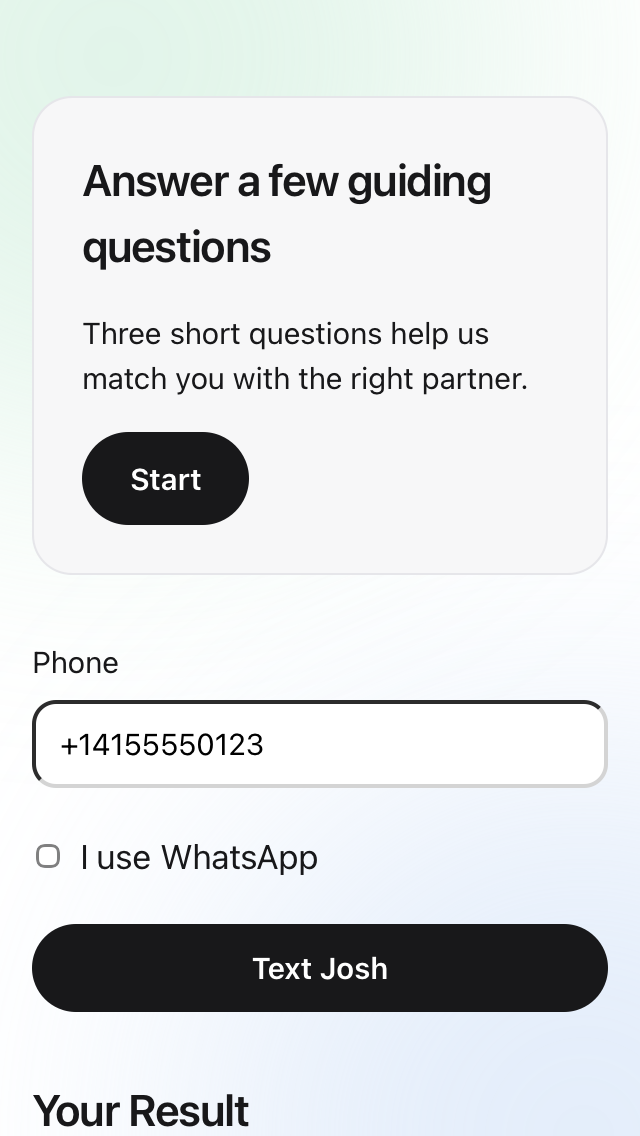 Answer a few guiding
questions
Three short questions help us
match you with the right partner.
Start
Phone
+14155550123
I use WhatsApp
Text Josh
Your Result